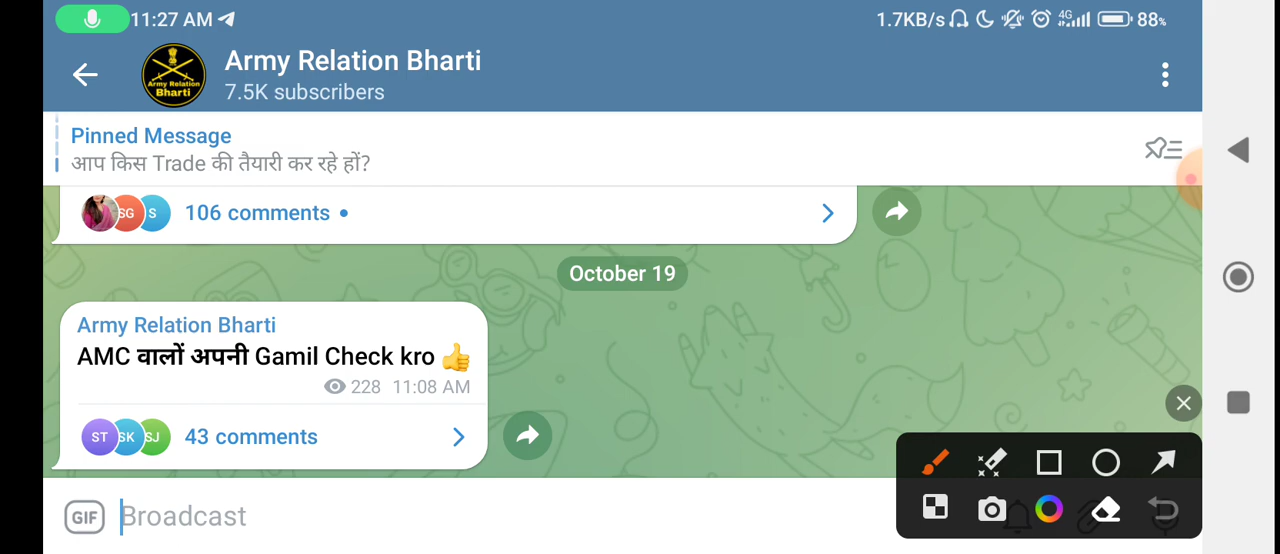 11:27 AM
1.7KB/s
4G
88%
Army Relation Bharti
Army Relation
Bharti
7.5K subscribers
Pinned Message
आप किस Trade की तैयारी कर रहे हों?
SG
S
106 comments
October 19
Army Relation Bharti
AMC वालों अपनी Gamil Check kro 👍
228 11:08 AM
ST
SK
SJ
43 comments
GIF
Broadcast